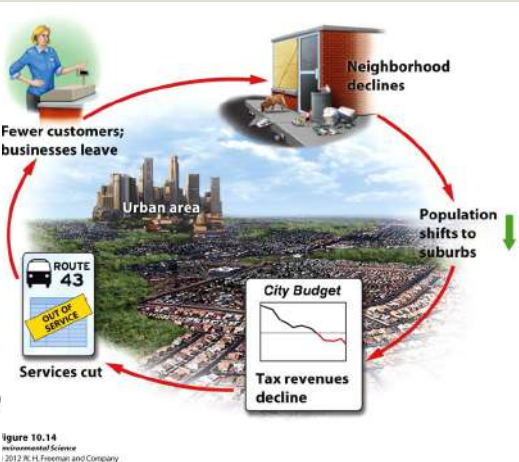 Neighborhood
declines
Fewer customers;
businesses leave
Urban area
Population
shifts to
suburbs
ROUTE
43
OUT OF
SERVICE
Services cut
City Budget
Tax revenues
decline
igure 10.14
nvironmental Science
2012 W. H. Freeman and Company